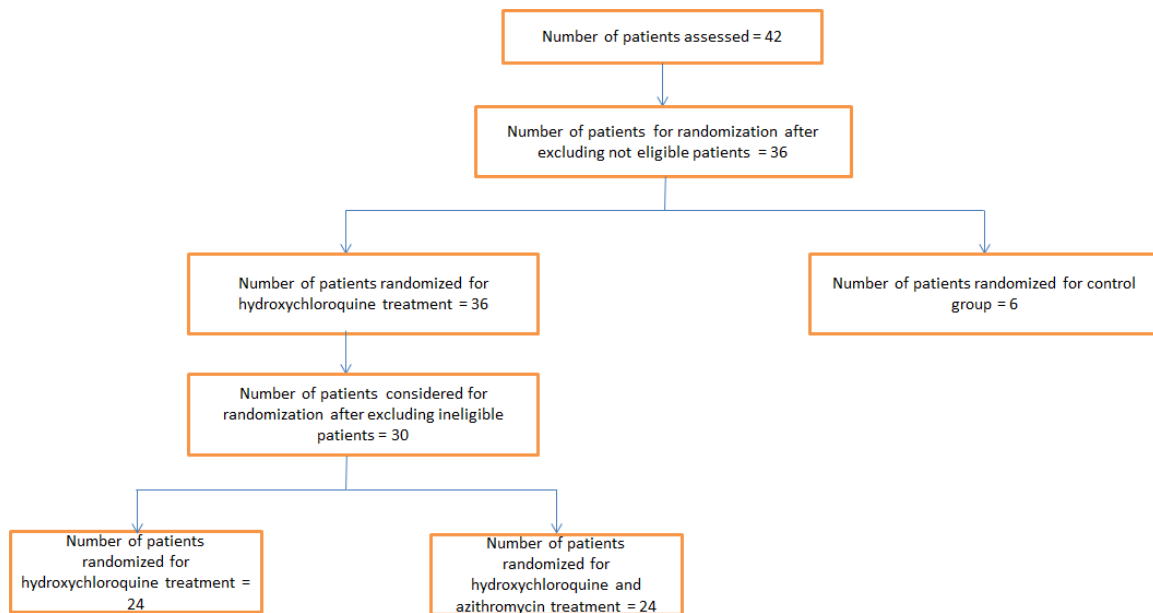 Number of patients assessed = 42
Number of patients for randomization after
excluding not eligible patients = 36
Number of patients randomized for
hydroxychloroquine treatment = 36
Number of patients randomized for control
group = 6
Number of patients considered for
randomization after excluding ineligible
patients = 30
Number of patients
randomized for
hydroxychloroquine treatment =
24
Number of patients
randomized for
hydroxychloroquine and
azithromycin treatment = 24